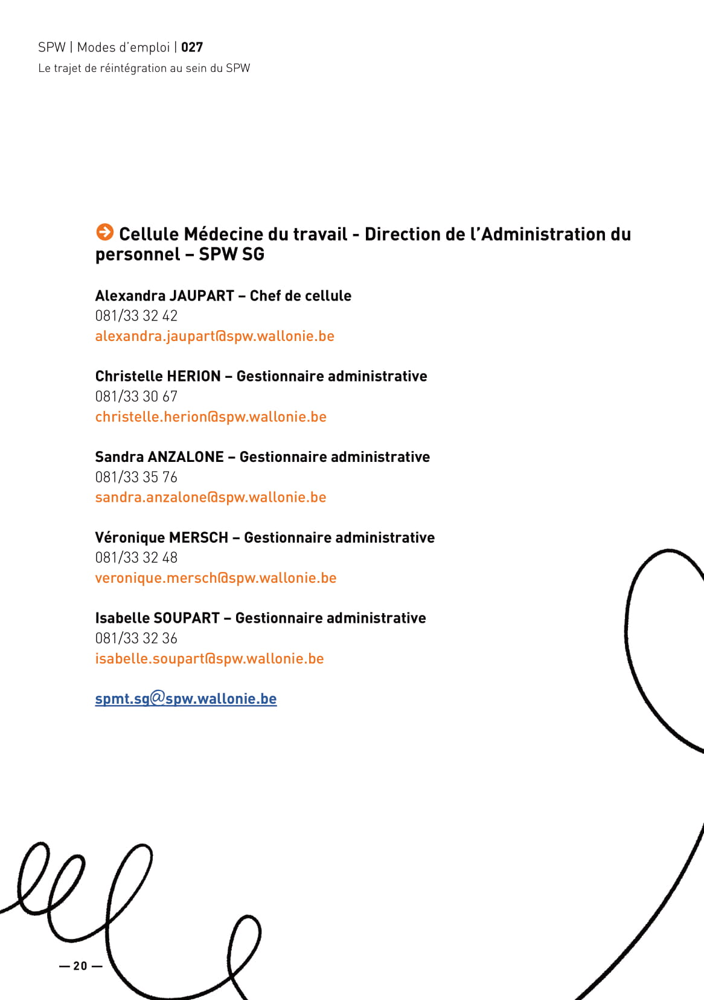 SPW | Modes d'emploi | 027
Le trajet de réintégration au sein du SPW
Cellule Médecine du travail - Direction de l'Administration du
personnel – SPW SG
Alexandra JAUPART – Chef de cellule
081/33 32 42
alexandra.jaupart@spw.wallonie.be
Christelle HERION – Gestionnaire administrative
081/33 30 67
christelle.herion@spw.wallonie.be
Sandra ANZALONE – Gestionnaire administrative
081/33 35 76
sandra.anzalone@spw.wallonie.be
Véronique MERSCH – Gestionnaire administrative
081/33 32 48
veronique.mersch@spw.wallonie.be
Isabelle SOUPART – Gestionnaire administrative
081/33 32 36
isabelle.soupart@spw.wallonie.be
spmt.sg@spw.wallonie.be
— 20 —